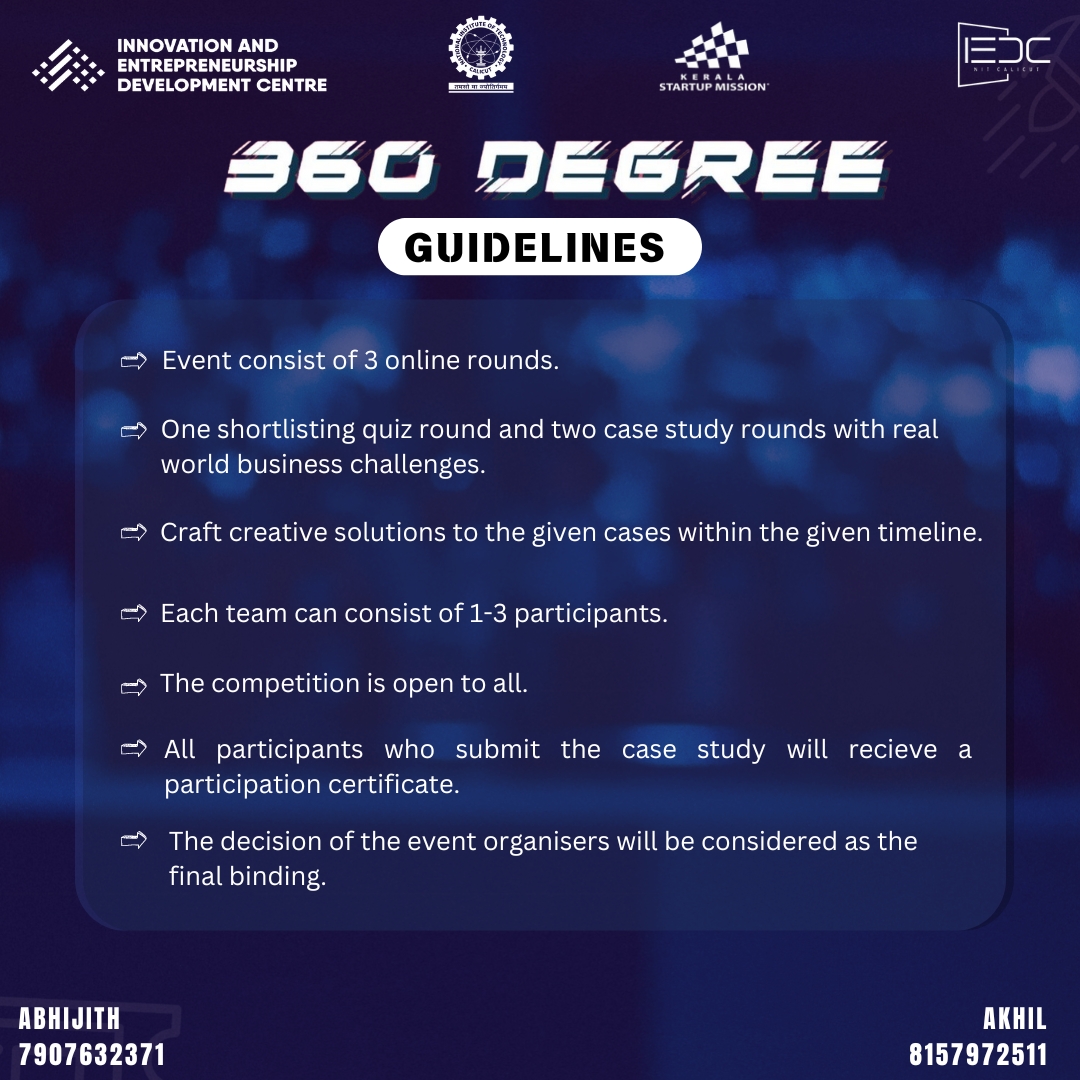 INNOVATION AND
ENTREPRENEURSHIP
DEVELOPMENT CENTRE
NATIONAL INSTITUTE OF TECHNOLOGY
CALICUT
तमसो मा ज्योतिर्गमय
KERALA
STARTUP MISSION
IEDC
NIT CALICUT
360 DEGREE
GUIDELINES
⇨ Event consist of 3 online rounds.
⇨ One shortlisting quiz round and two case study rounds with real
world business challenges.
⇨ Craft creative solutions to the given cases within the given timeline.
⇨ Each team can consist of 1-3 participants.
⇨ The competition is open to all.
⇨ All participants who submit the case study will recieve a
participation certificate.
⇨ The decision of the event organisers will be considered as the
final binding.
ABHIJITH
7907632371
AKHIL
8157972511